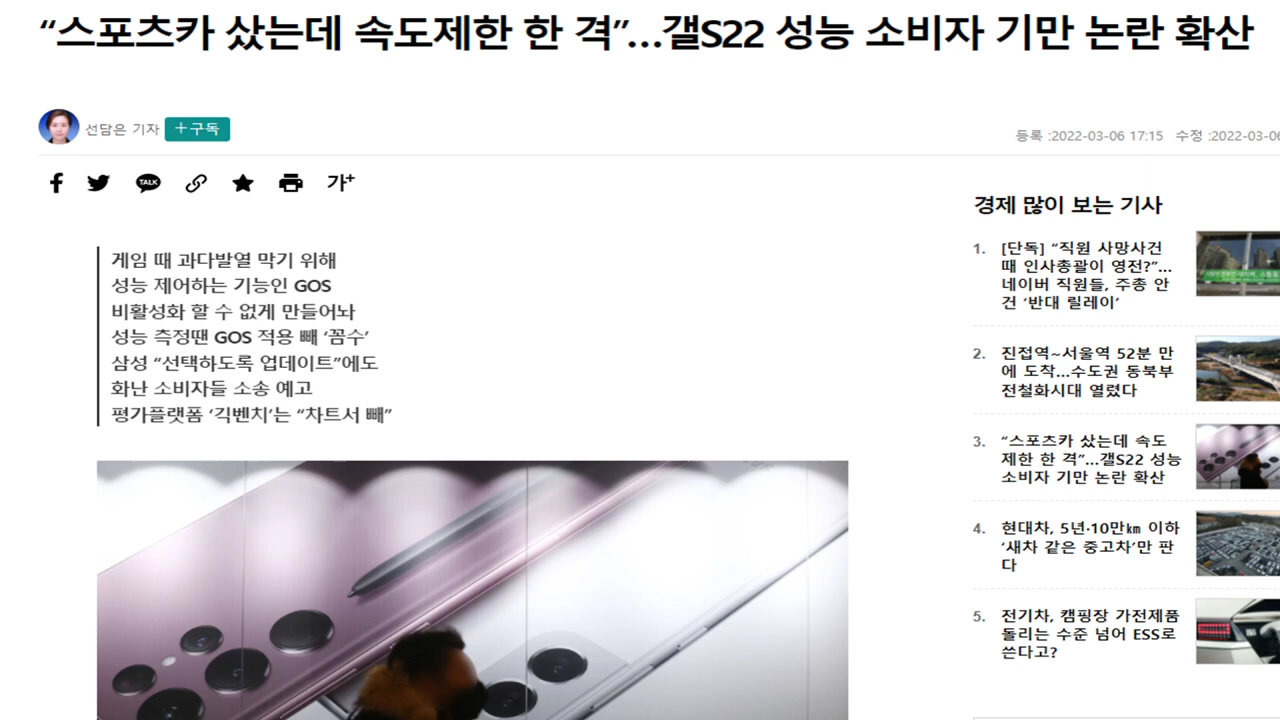 “스포츠카 샀는데 속도제한 한 격”…갤S22 성능 소비자 기만 논란 확산
선담은 기자 +구독
등록 :2022-03-06 17:15 수정 :2022-03-06
TALK 가+
게임 때 과다발열 막기 위해
성능 제어하는 기능인 GOS
비활성화 할 수 없게 만들어놔
성능 측정땐 GOS 적용 빼 ‘꼼수’
삼성 “선택하도록 업데이트”에도
화난 소비자들 소송 예고
평가플랫폼 ‘긱벤치’는 “차트서 빼”
경제 많이 보는 기사
1. [단독] “직원 사망사건
때 인사총괄이 영전?”…
네이버 직원들, 주총 안
건 ‘반대 릴레이’
2. 진접역~서울역 52분 만
에 도착…수도권 동북부
전철화시대 열렸다
3. “스포츠카 샀는데 속도
제한 한 격”…갤S22 성능
소비자 기만 논란 확산
4. 현대차, 5년·10만㎞ 이하
‘새차 같은 중고차’만 판
다
5. 전기차, 캠핑장 가전제품
돌리는 수준 넘어 ESS로
쓴다고?